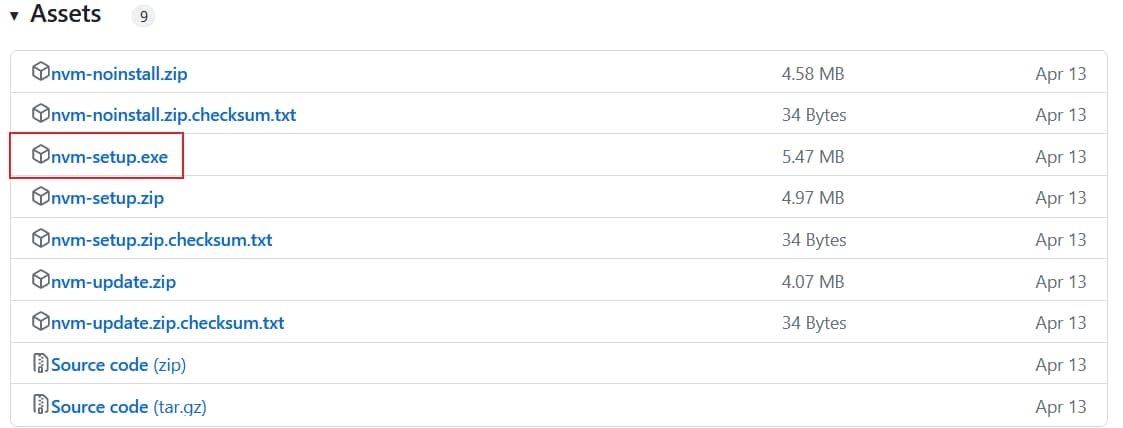 Assets 9
nvm-noinstall.zip 4.58 MB Apr 13
nvm-noinstall.zip.checksum.txt 34 Bytes Apr 13
nvm-setup.exe 5.47 MB Apr 13
nvm-setup.zip 4.97 MB Apr 13
nvm-setup.zip.checksum.txt 34 Bytes Apr 13
nvm-update.zip 4.07 MB Apr 13
nvm-update.zip.checksum.txt 34 Bytes Apr 13
Source code (zip) Apr 13
Source code (tar.gz) Apr 13